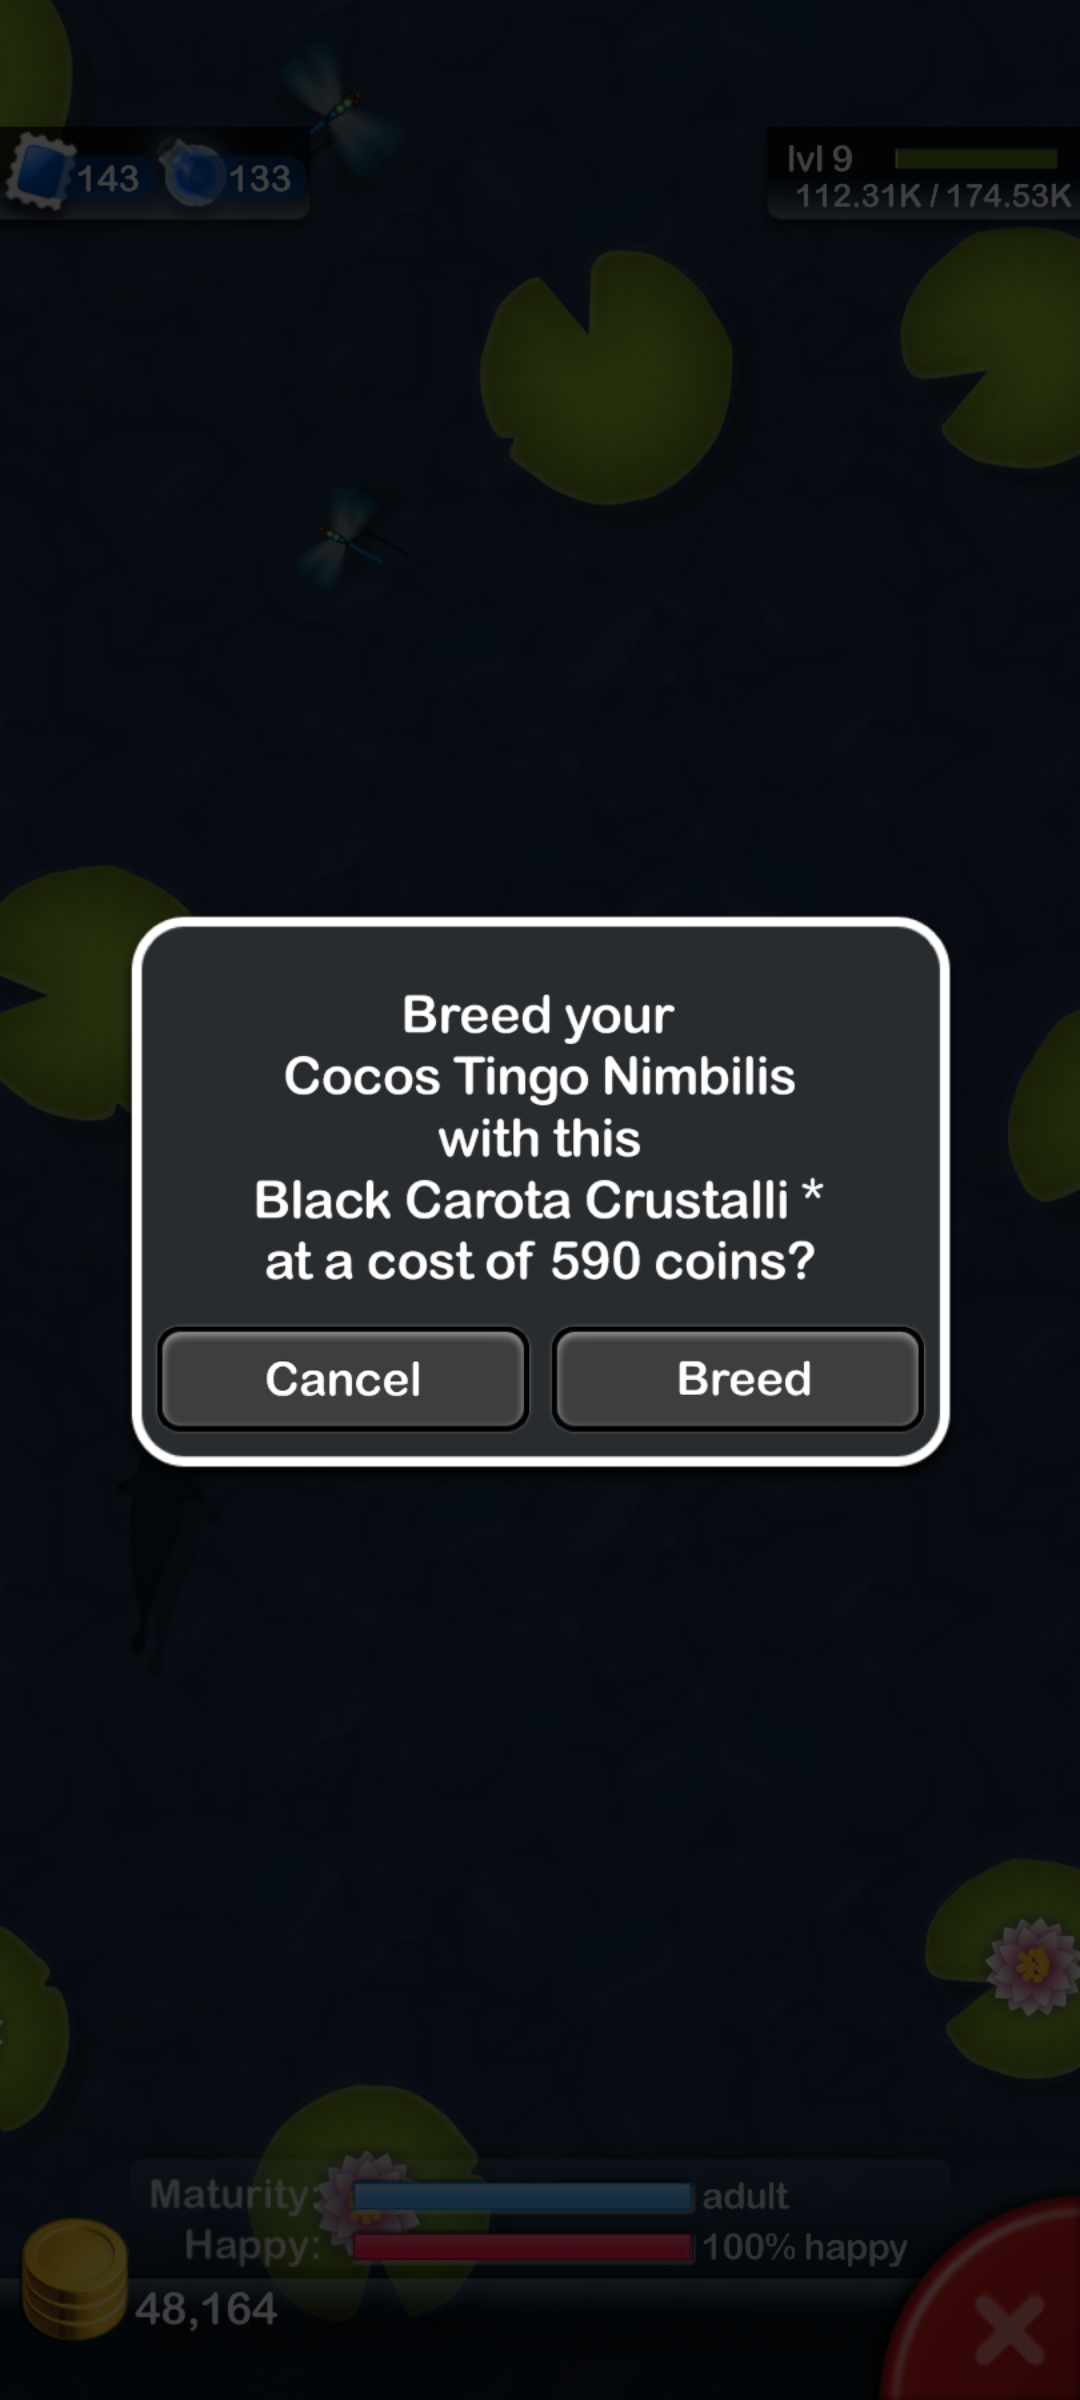 143 133
lvl 9
112.31K / 174.53K
Breed your
Cocos Tingo Nimbilis
with this
Black Carota Crustalli *
at a cost of 590 coins?
Cancel Breed
Maturity: adult
Happy: 100% happy
48,164